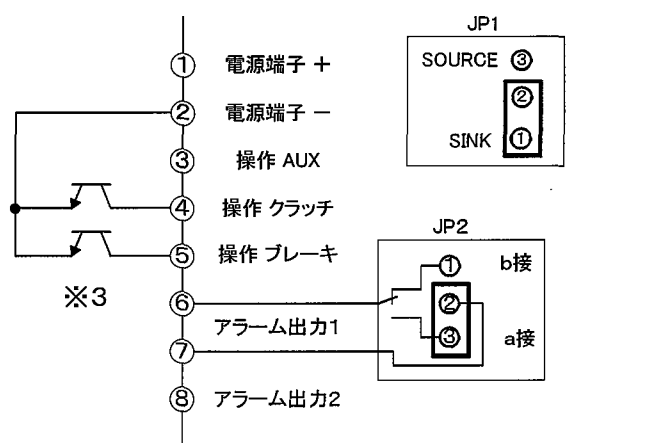 ① 電源端子 +
② 電源端子 −
③ 操作 AUX
④ 操作 クラッチ
⑤ 操作 ブレーキ
※3
⑥
アラーム出力1
⑦
⑧ アラーム出力2
JP1
SOURCE ③
②
SINK ①
JP2
① b接
②
③ a接